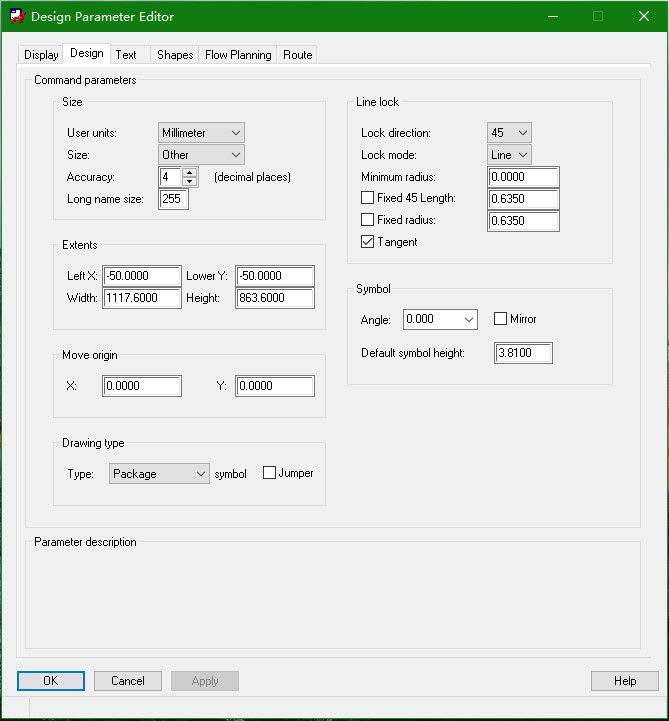 Design Parameter Editor
Display Design Text Shapes Flow Planning Route
Command parameters
Size
User units: Millimeter
Size: Other
Accuracy: 4 (decimal places)
Long name size: 255
Extents
Left X: -50.0000 Lower Y: -50.0000
Width: 1117.6000 Height: 863.6000
Move origin
X: 0.0000 Y: 0.0000
Drawing type
Type: Package symbol Jumper
Line lock
Lock direction: 45
Lock mode: Line
Minimum radius: 0.0000
Fixed 45 Length: 0.6350
Fixed radius: 0.6350
Tangent
Symbol
Angle: 0.000 Mirror
Default symbol height: 3.8100
Parameter description
OK Cancel Apply Help